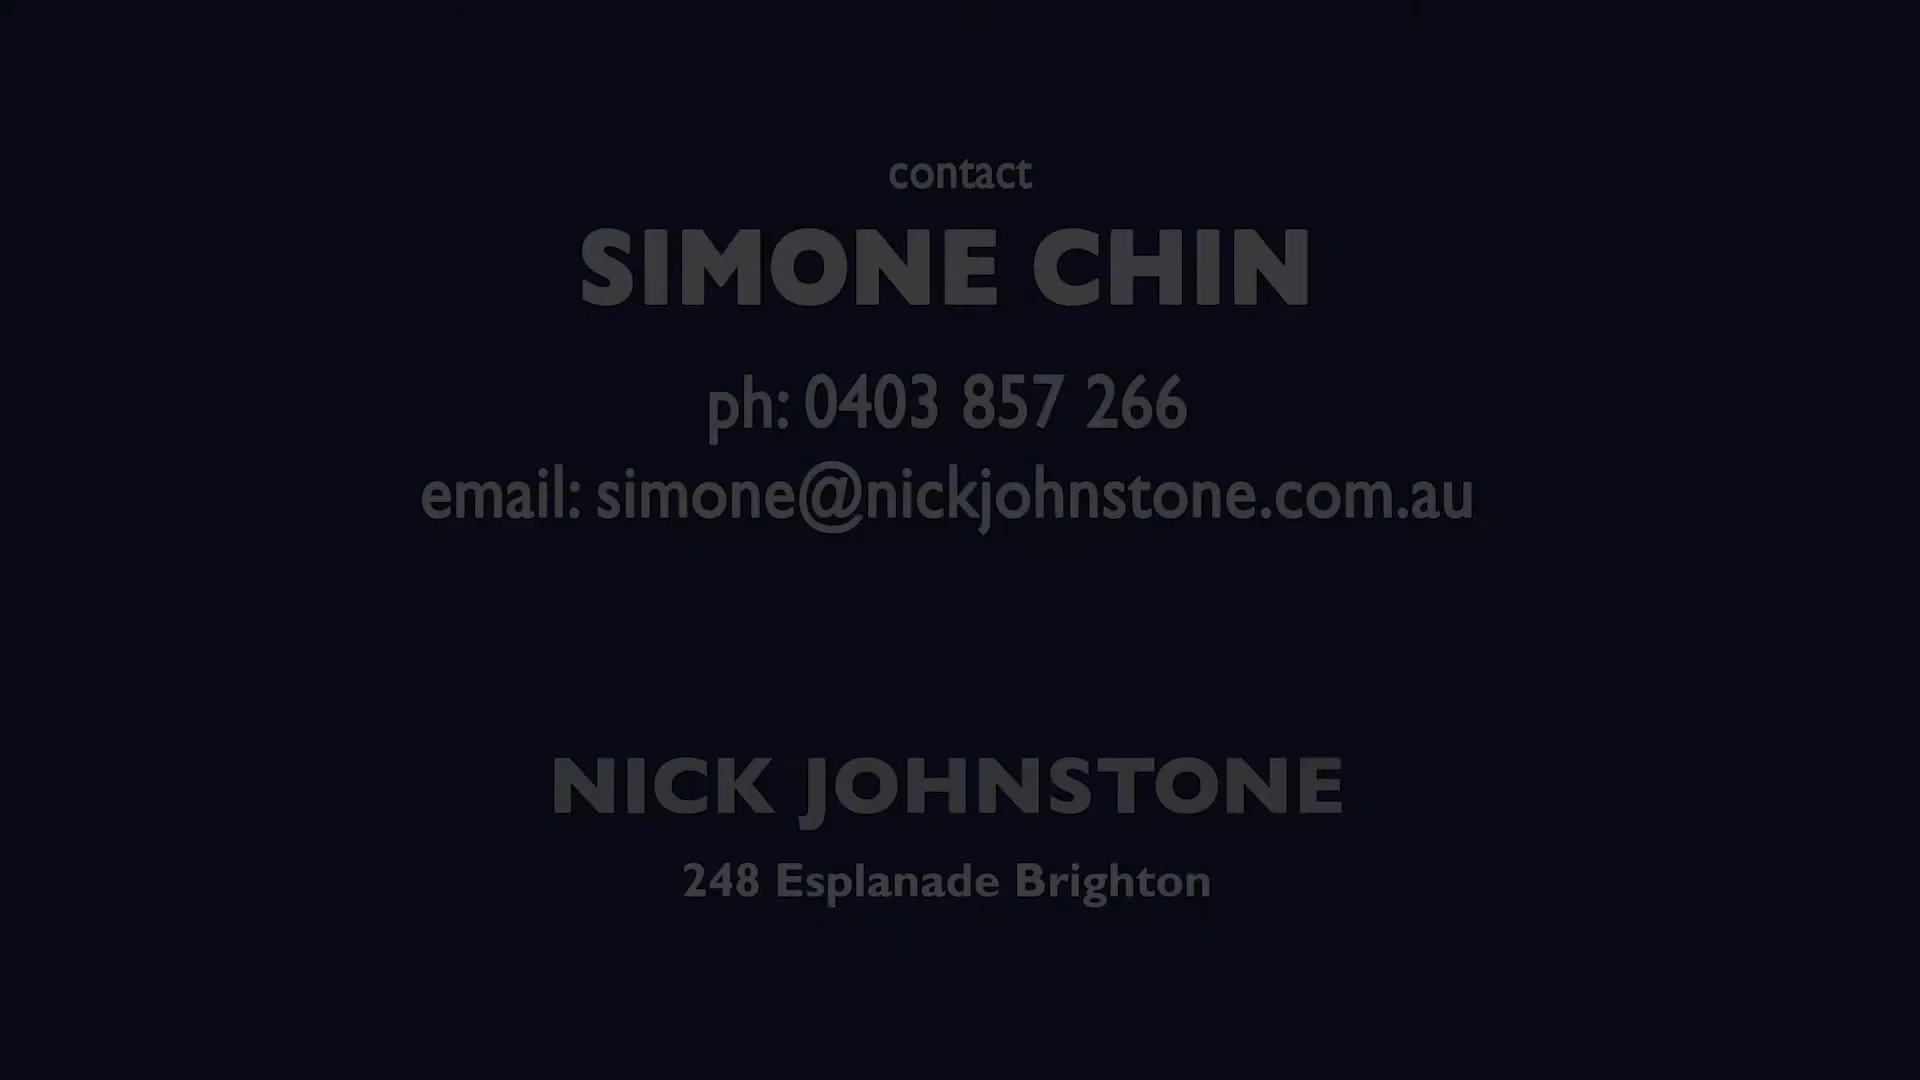 contact
SIMONE CHIN
ph: 0403 857 266
email: simone@nickjohnstone.com.au
NICK JOHNSTONE
248 Esplanade Brighton